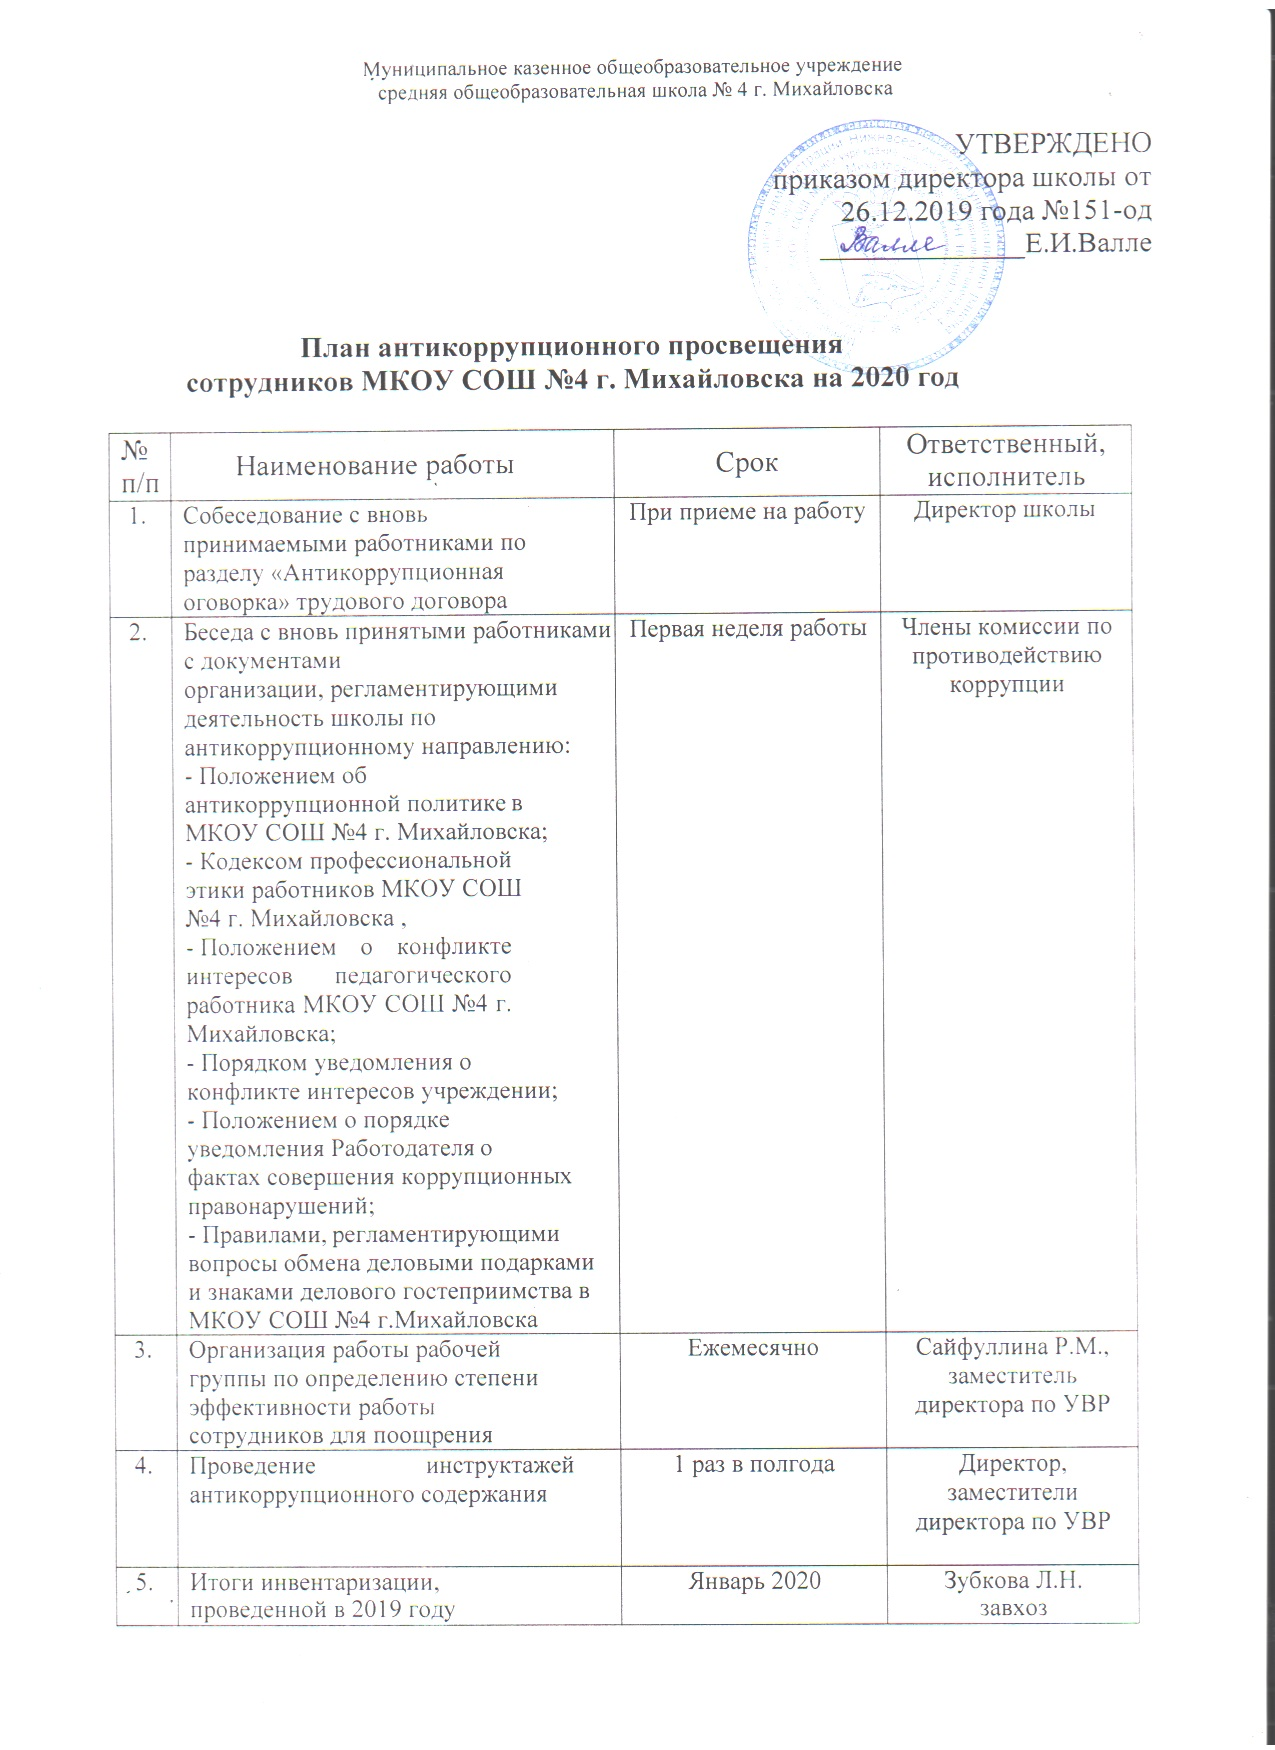 Муниципальное казенное общеобразовательное учреждение
средняя общеобразовательная школа № 4 г. Михайловска
УТВЕРЖДЕНО
приказом директора школы от
26.12.2019 года №151-од
Валле Е.И.Валле
План антикоррупционного просвещения
сотрудников МКОУ СОШ №4 г. Михайловска на 2020 год
№
п/п
Наименование работы
Срок
Ответственный,
исполнитель
1.
Собеседование с вновь
принимаемыми работниками по
разделу «Антикоррупционная
оговорка» трудового договора
При приеме на работу
Директор школы
2.
Беседа с вновь принятыми работниками
с документами
организации, регламентирующими
деятельность школы по
антикоррупционному направлению:
- Положением об
антикоррупционной политике в
МКОУ СОШ №4 г. Михайловска;
- Кодексом профессиональной
этики работников МКОУ СОШ
№4 г. Михайловска ,
- Положением о конфликте
интересов педагогического
работника МКОУ СОШ №4 г.
Михайловска;
- Порядком уведомления о
конфликте интересов учреждении;
- Положением о порядке
уведомления Работодателя о
фактах совершения коррупционных
правонарушений;
- Правилами, регламентирующими
вопросы обмена деловыми подарками
и знаками делового гостеприимства в
МКОУ СОШ №4 г.Михайловска
Первая неделя работы
Члены комиссии по
противодействию
коррупции
3.
Организация работы рабочей
группы по определению степени
эффективности работы
сотрудников для поощрения
Ежемесячно
Сайфуллина Р.М.,
заместитель
директора по УВР
4.
Проведение инструктажей
антикоррупционного содержания
1 раз в полгода
Директор,
заместители
директора по УВР
5.
Итоги инвентаризации,
проведенной в 2019 году
Январь 2020
Зубкова Л.Н.
завхоз